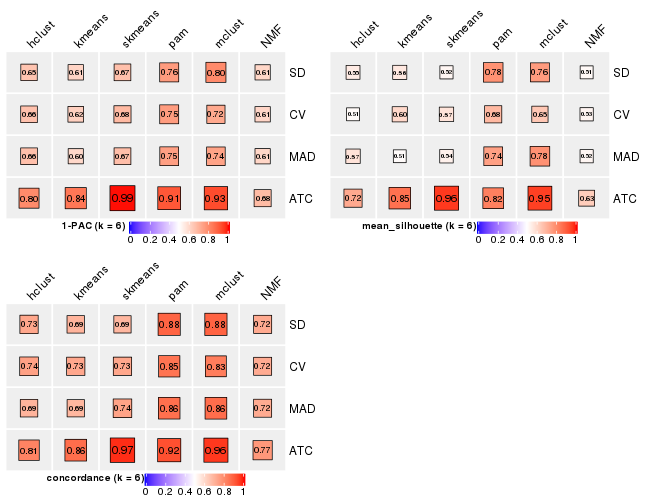 hclust kmeans skmeans pam mclust NMF
0.65 0.61 0.67 0.76 0.80 0.61 SD
0.66 0.62 0.68 0.75 0.72 0.61 CV
0.66 0.60 0.67 0.75 0.74 0.61 MAD
0.80 0.84 0.99 0.91 0.93 0.68 ATC
1-PAC (k = 6)
0 0.2 0.4 0.6 0.8 1
hclust kmeans skmeans pam mclust NMF
0.55 0.56 0.52 0.78 0.76 0.51 SD
0.51 0.60 0.57 0.68 0.65 0.53 CV
0.57 0.51 0.54 0.74 0.78 0.52 MAD
0.72 0.85 0.96 0.82 0.95 0.63 ATC
mean_silhouette (k = 6)
0 0.2 0.4 0.6 0.8 1
hclust kmeans skmeans pam mclust NMF
0.73 0.69 0.69 0.88 0.88 0.72 SD
0.74 0.73 0.73 0.85 0.83 0.72 CV
0.69 0.69 0.74 0.86 0.86 0.72 MAD
0.81 0.86 0.97 0.92 0.96 0.77 ATC
concordance (k = 6)
0 0.2 0.4 0.6 0.8 1